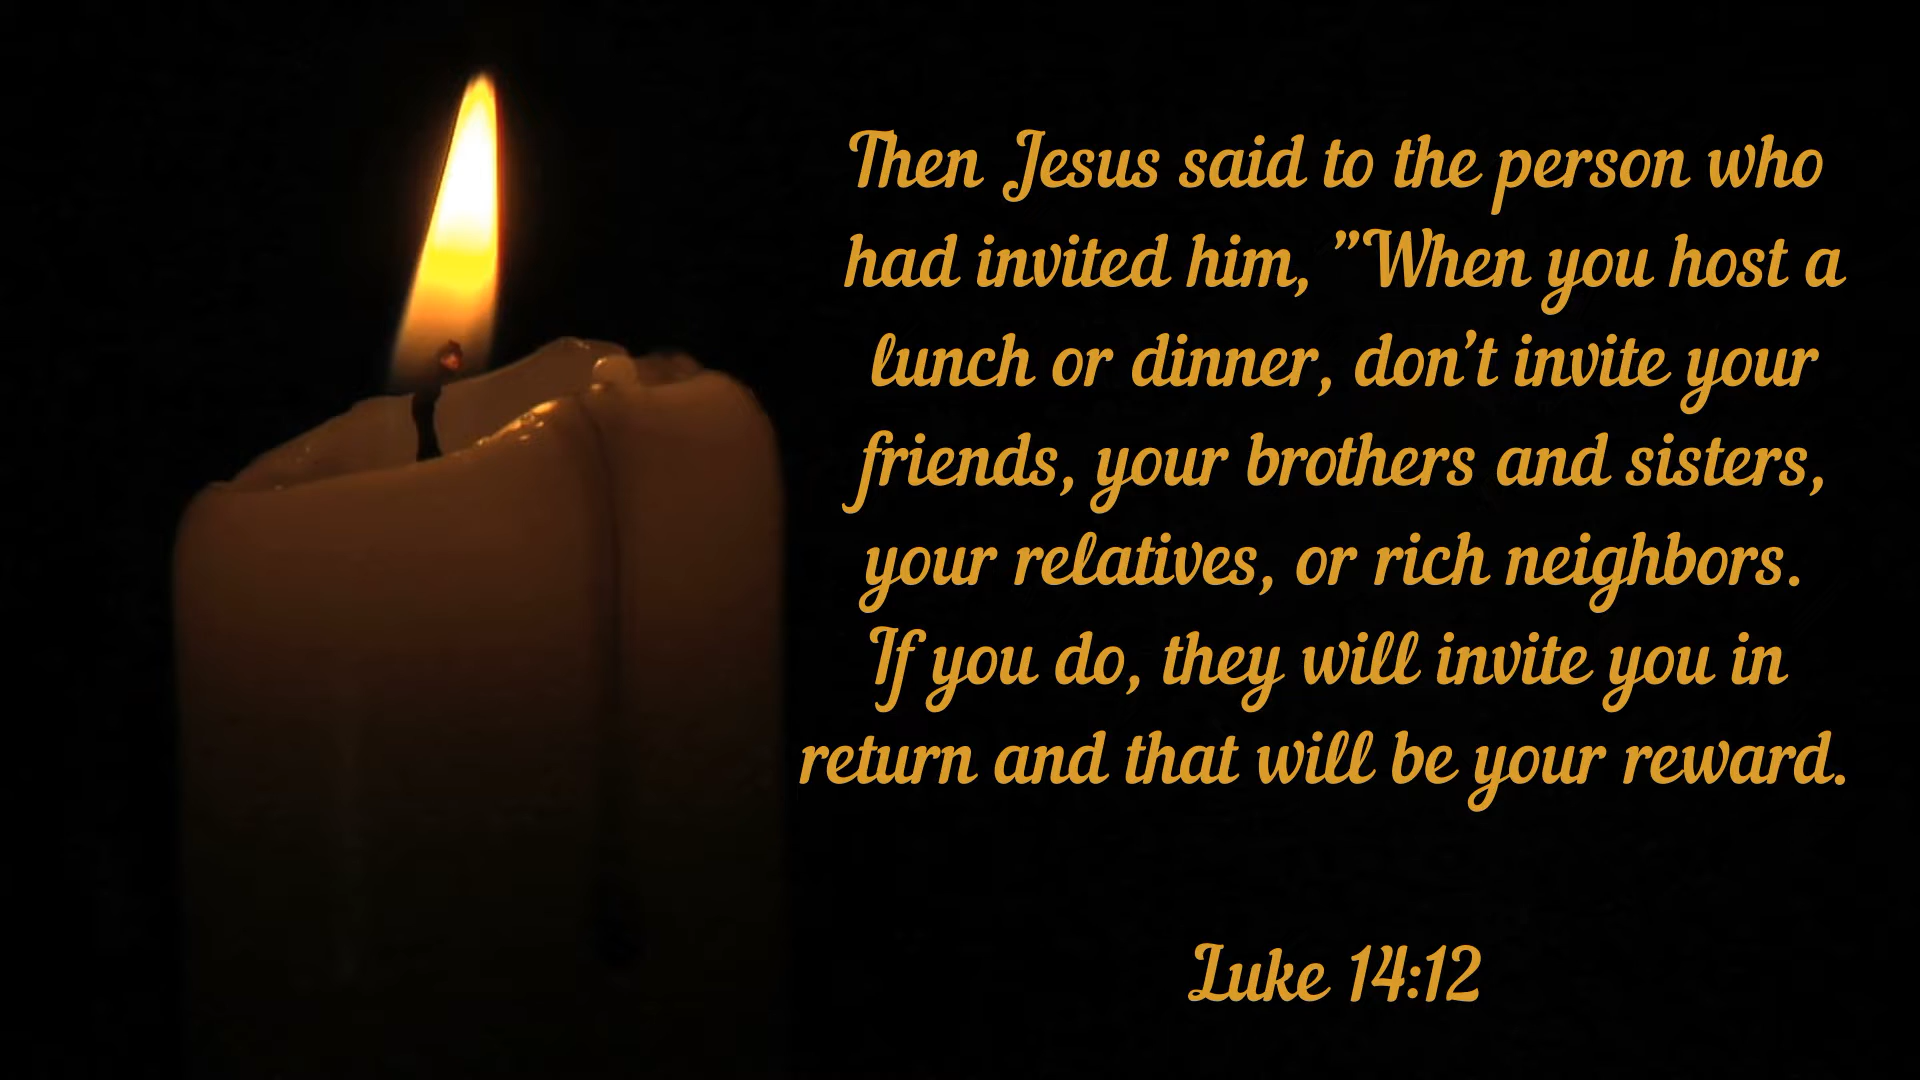 Then Jesus said to the person who
had invited him, ”When you host a
lunch or dinner, don’t invite your
friends, your brothers and sisters,
your relatives, or rich neighbors.
If you do, they will invite you in
return and that will be your reward.
Luke 14:12